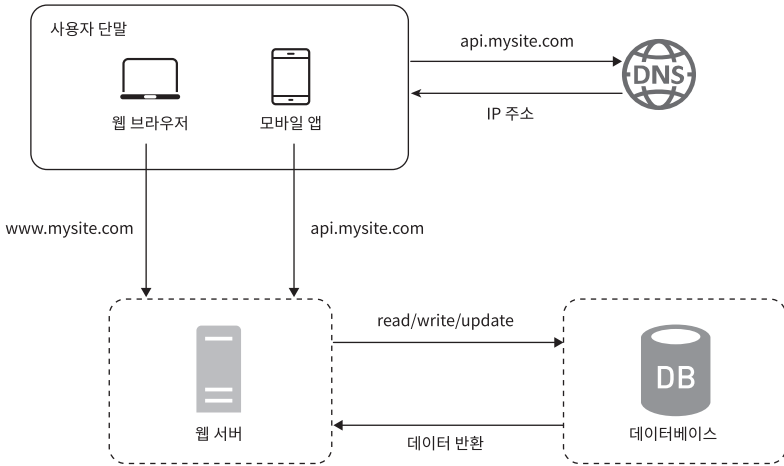 사용자 단말
웹 브라우저
모바일 앱
api.mysite.com
DNS
IP 주소
www.mysite.com
api.mysite.com
웹 서버
read/write/update
데이터 반환
DB
데이터베이스